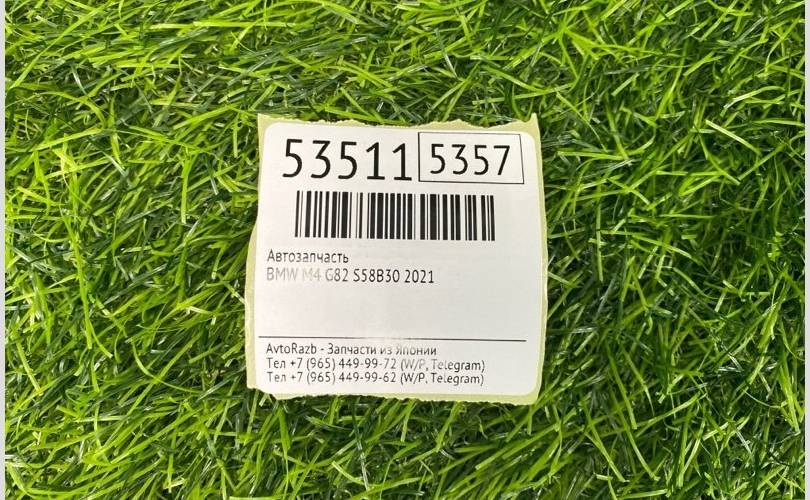 53511 5357
Автозапчасть
BMW M4 G82 S58B30 2021
AvtoRazb - Запчасти из Японии
Тел +7 (965) 449-99-72 (W/P, Telegram)
Тел +7 (965) 449-99-62 (W/P, Telegram)